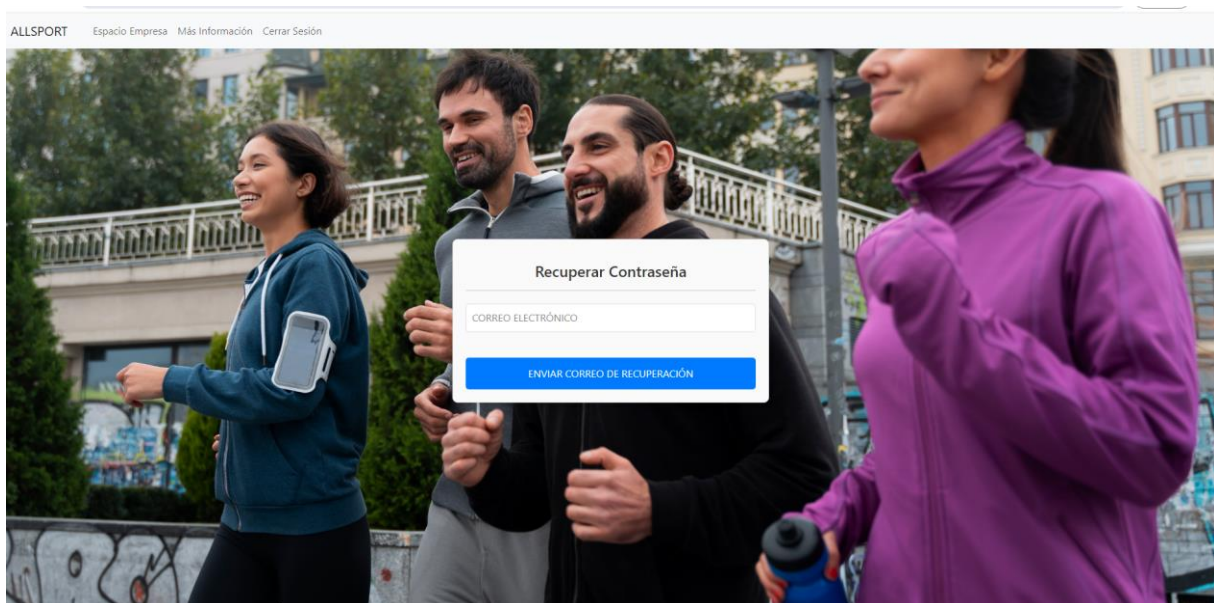 ALLSPORT Espacio Empresa Más Información Cerrar Sesión
Recuperar Contraseña
CORREO ELECTRÓNICO
ENVIAR CORREO DE RECUPERACIÓN